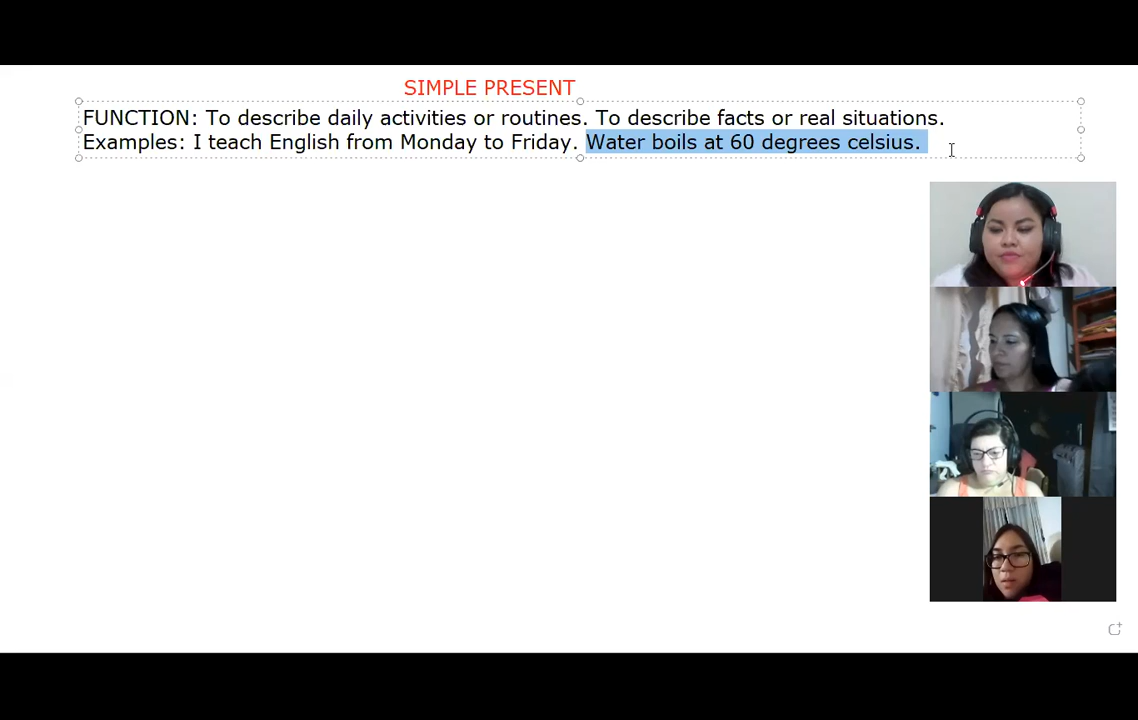 SIMPLE PRESENT
FUNCTION: To describe daily activities or routines. To describe facts or real situations.
Examples: I teach English from Monday to Friday. Water boils at 60 degrees celsius.